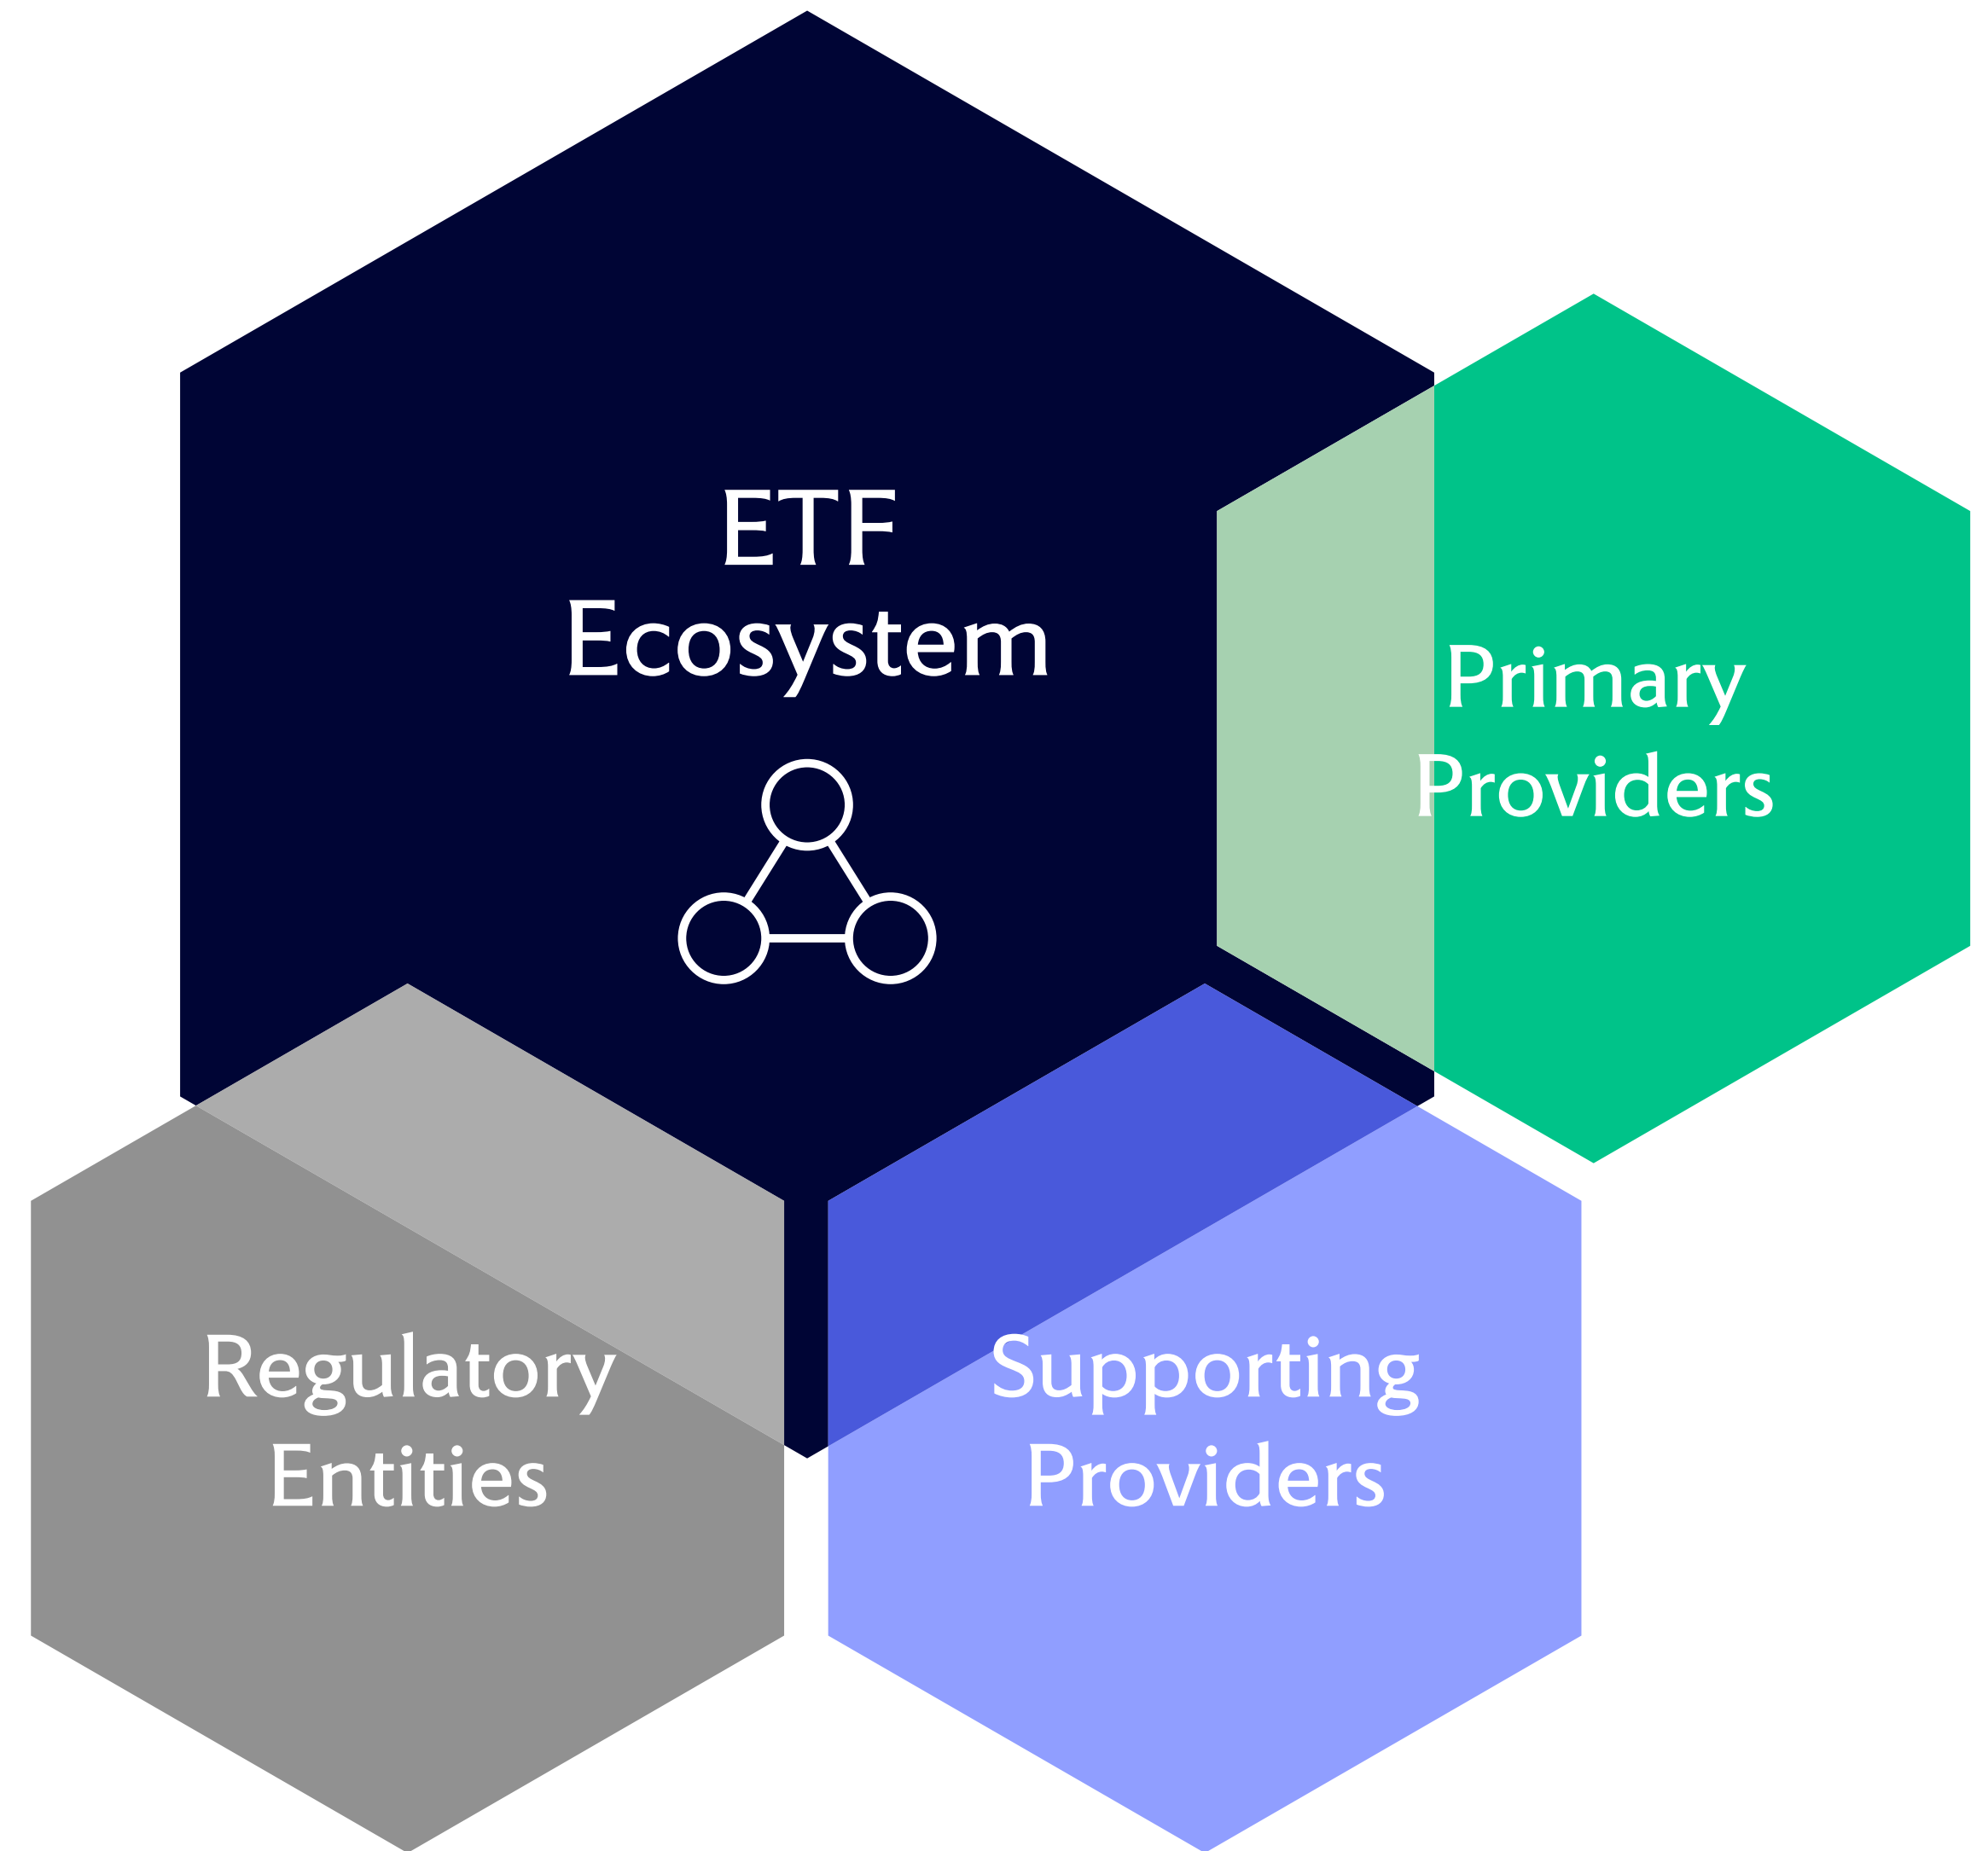 ETF
Ecosystem
Primary
Providers
Regulatory
Entities
Supporting
Providers